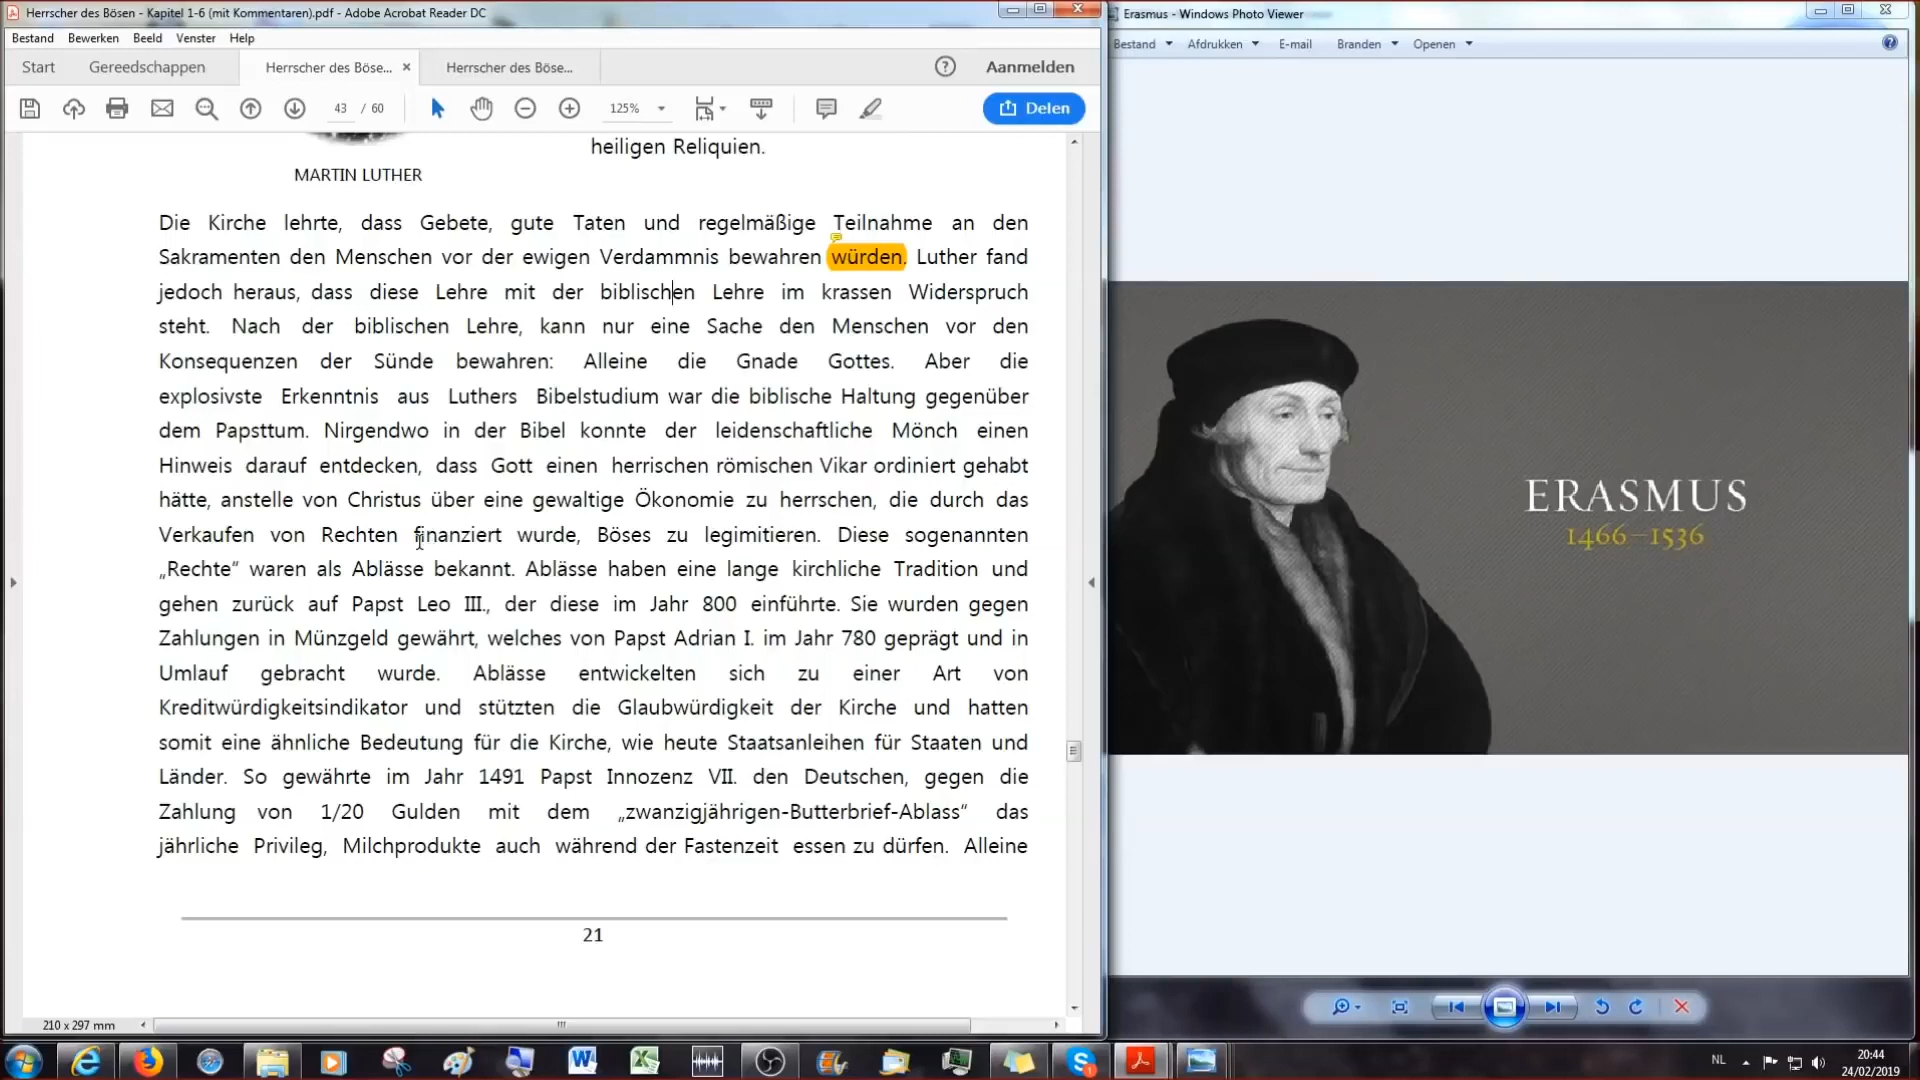 Herrscher des Bösen - Kapitel 1-6 (mit Kommentaren).pdf - Adobe Acrobat Reader DC
Bestand Bewerken Beeld Venster Help
Start Gereedschappen Herrscher des Böse... × Herrscher des Böse... Aanmelden
43 / 60 125% Delen
heiligen Reliquien.
MARTIN LUTHER
Die Kirche lehrte, dass Gebete, gute Taten und regelmäßige Teilnahme an den
Sakramenten den Menschen vor der ewigen Verdammnis bewahren würden. Luther fand
jedoch heraus, dass diese Lehre mit der biblischen Lehre im krassen Widerspruch
steht. Nach der biblischen Lehre, kann nur eine Sache den Menschen vor den
Konsequenzen der Sünde bewahren: Alleine die Gnade Gottes. Aber die
explosivste Erkenntnis aus Luthers Bibelstudium war die biblische Haltung gegenüber
dem Papsttum. Nirgendwo in der Bibel konnte der leidenschaftliche Mönch einen
Hinweis darauf entdecken, dass Gott einen herrischen römischen Vikar ordiniert gehabt
hätte, anstelle von Christus über eine gewaltige Ökonomie zu herrschen, die durch das
Verkaufen von Rechten finanziert wurde, Böses zu legimitieren. Diese sogenannten
„Rechte“ waren als Ablässe bekannt. Ablässe haben eine lange kirchliche Tradition und
gehen zurück auf Papst Leo III., der diese im Jahr 800 einführte. Sie wurden gegen
Zahlungen in Münzgeld gewährt, welches von Papst Adrian I. im Jahr 780 geprägt und in
Umlauf gebracht wurde. Ablässe entwickelten sich zu einer Art von
Kreditwürdigkeitsindikator und stützten die Glaubwürdigkeit der Kirche und hatten
somit eine ähnliche Bedeutung für die Kirche, wie heute Staatsanleihen für Staaten und
Länder. So gewährte im Jahr 1491 Papst Innozenz VII. den Deutschen, gegen die
Zahlung von 1/20 Gulden mit dem „zwanzigjährigen-Butterbrief-Ablass“ das
jährliche Privileg, Milchprodukte auch während der Fastenzeit essen zu dürfen. Alleine
21
210 x 297 mm
Erasmus - Windows Photo Viewer
Bestand Afdrukken E-mail Branden Openen
ERASMUS
1466–1536
NL
20:44
24/02/2019